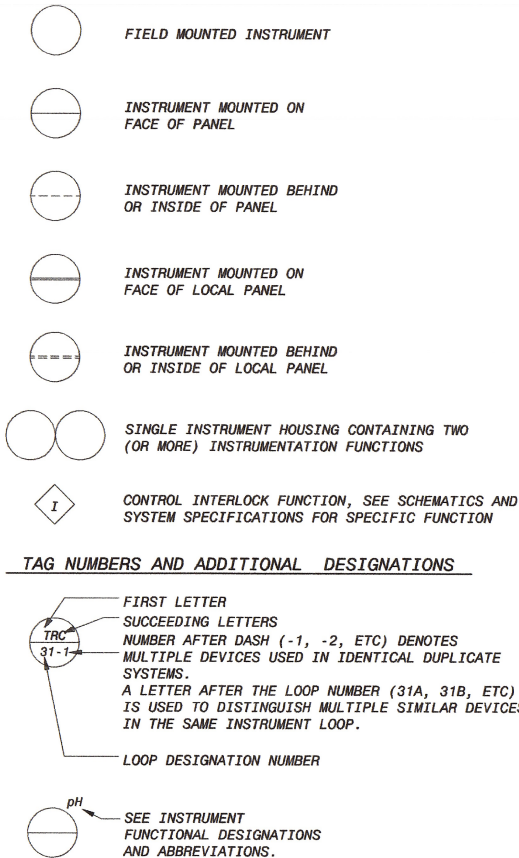 FIELD MOUNTED INSTRUMENT
INSTRUMENT MOUNTED ON
FACE OF PANEL
INSTRUMENT MOUNTED BEHIND
OR INSIDE OF PANEL
INSTRUMENT MOUNTED ON
FACE OF LOCAL PANEL
INSTRUMENT MOUNTED BEHIND
OR INSIDE OF LOCAL PANEL
SINGLE INSTRUMENT HOUSING CONTAINING TWO
(OR MORE) INSTRUMENTATION FUNCTIONS
I
CONTROL INTERLOCK FUNCTION, SEE SCHEMATICS AND
SYSTEM SPECIFICATIONS FOR SPECIFIC FUNCTION
TAG NUMBERS AND ADDITIONAL DESIGNATIONS
FIRST LETTER
SUCCEEDING LETTERS
TRC
31-1
NUMBER AFTER DASH (-1, -2, ETC) DENOTES
MULTIPLE DEVICES USED IN IDENTICAL DUPLICATE
SYSTEMS.
A LETTER AFTER THE LOOP NUMBER (31A, 31B, ETC)
IS USED TO DISTINGUISH MULTIPLE SIMILAR DEVICES
IN THE SAME INSTRUMENT LOOP.
LOOP DESIGNATION NUMBER
pH
SEE INSTRUMENT
FUNCTIONAL DESIGNATIONS
AND ABBREVIATIONS.